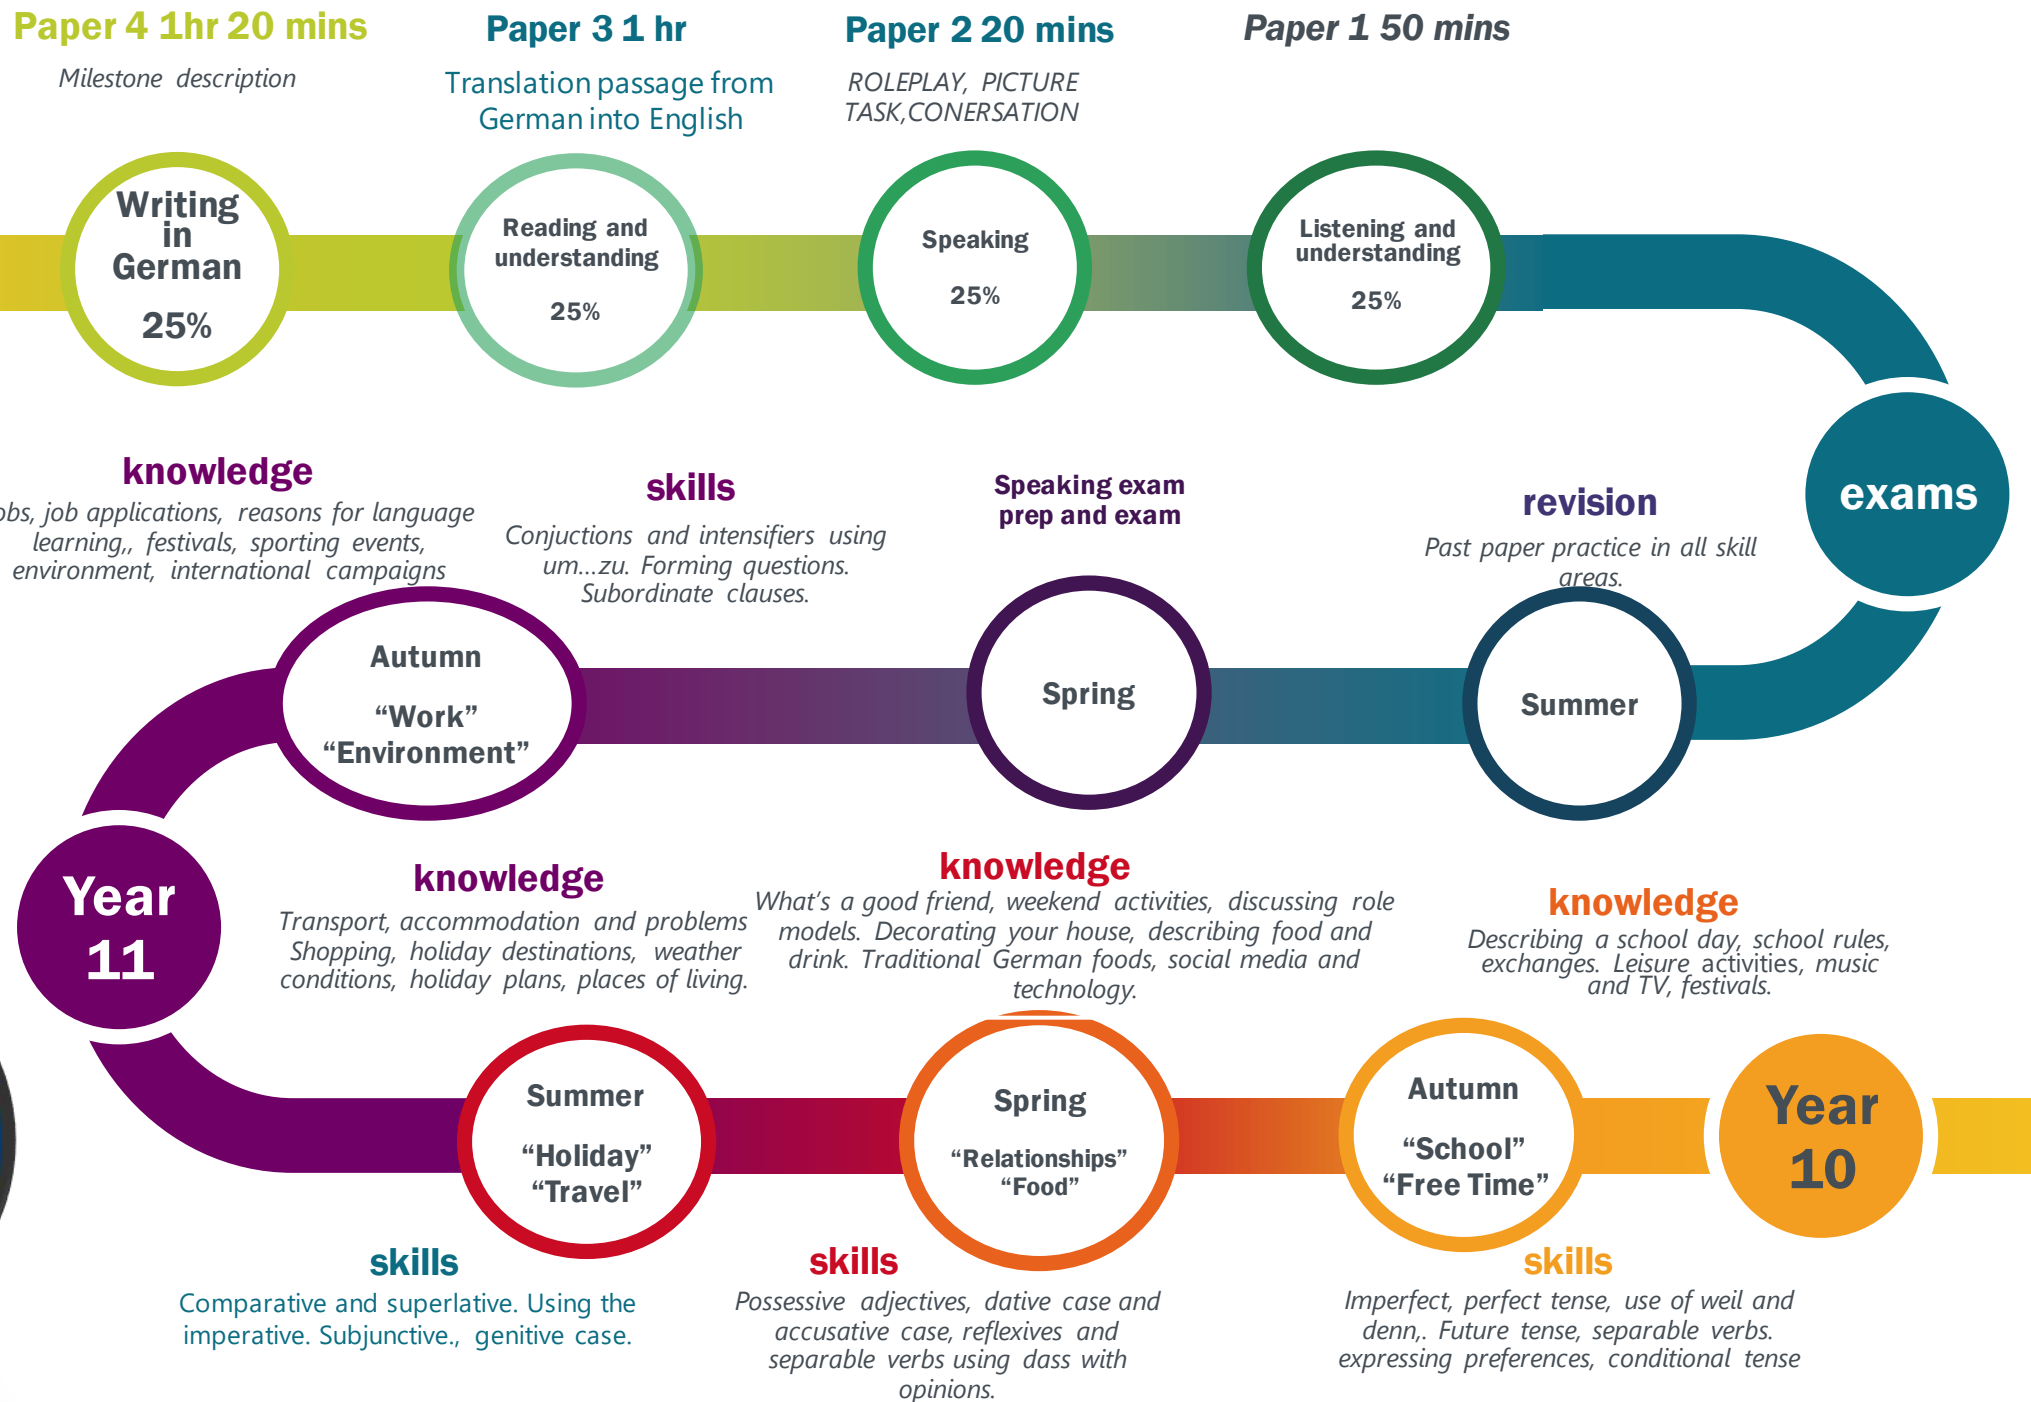 Paper 4 1hr 20 mins
Milestone description
Paper 3 1 hr
Translation passage from
German into English
Paper 2 20 mins
ROLEPLAY, PICTURE
TASK,CONERSATION
Paper 1 50 mins
Writing
in
German
25%
Reading and
understanding
25%
Speaking
25%
Listening and
understanding
25%
exams
knowledge
obs, job applications, reasons for language
learning,, festivals, sporting events,
environment, international campaigns
skills
Conjuctions and intensifiers using
um...zu. Forming questions.
Subordinate clauses.
Speaking exam
prep and exam
revision
Past paper practice in all skill
areas.
Autumn
“Work”
“Environment”
Spring
Summer
Year
11
knowledge
Transport, accommodation and problems
Shopping, holiday destinations, weather
conditions, holiday plans, places of living.
knowledge
What's a good friend, weekend activities, discussing role
models. Decorating your house, describing food and
drink. Traditional German foods, social media and
technology.
knowledge
Describing a school day, school rules,
exchanges. Leisure activities, music
and TV, festivals.
Summer
“Holiday”
“Travel”
Spring
“Relationships”
“Food”
Autumn
“School”
“Free Time”
Year
10
skills
Comparative and superlative. Using the
imperative. Subjunctive., genitive case.
skills
Possessive adjectives, dative case and
accusative case, reflexives and
separable verbs using dass with
opinions.
skills
Imperfect, perfect tense, use of weil and
denn,. Future tense, separable verbs.
expressing preferences, conditional tense